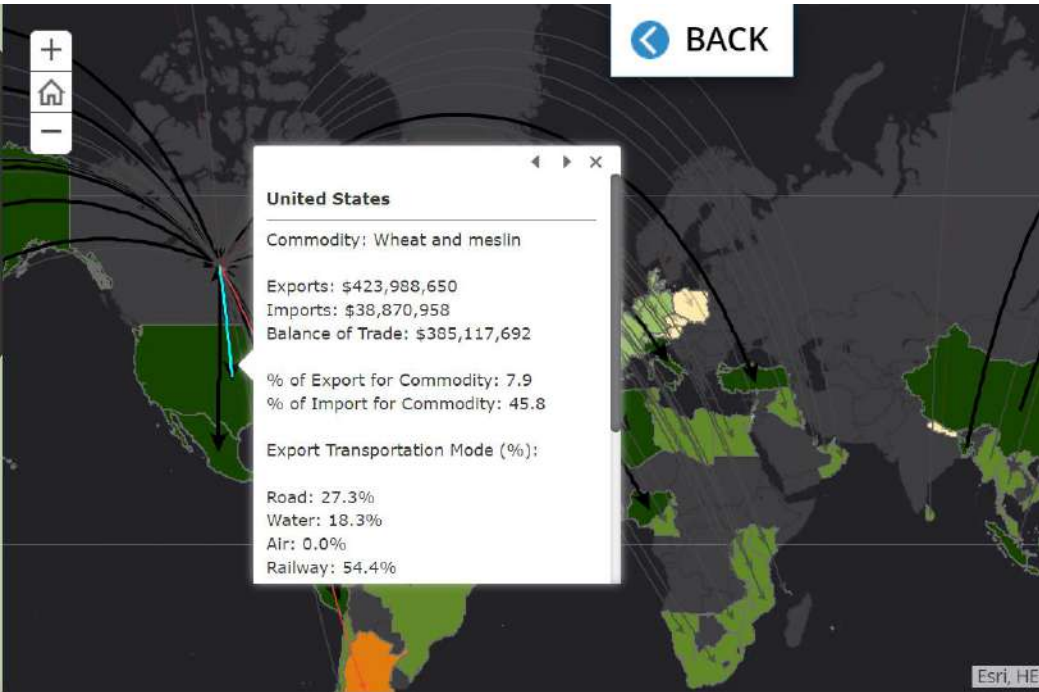 BACK
United States
Commodity: Wheat and meslin
Exports: $423,988,650
Imports: $38,870,958
Balance of Trade: $385,117,692
% of Export for Commodity: 7.9
% of Import for Commodity: 45.8
Export Transportation Mode (%):
Road: 27.3%
Water: 18.3%
Air: 0.0%
Railway: 54.4%
Esri, HE